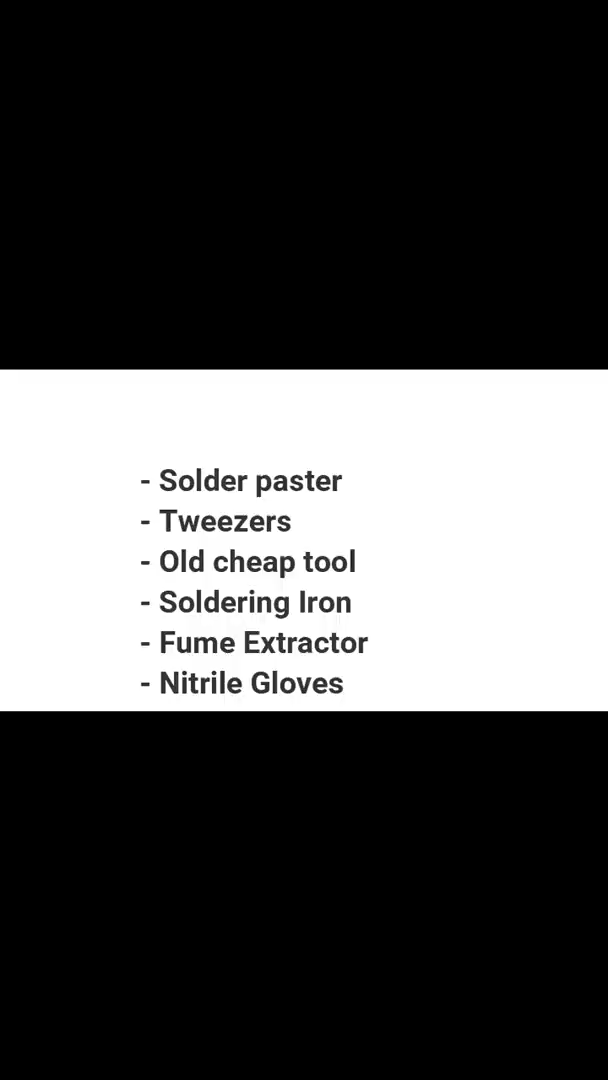 - Solder paster
- Tweezers
- Old cheap tool
- Soldering Iron
- Fume Extractor
- Nitrile Gloves